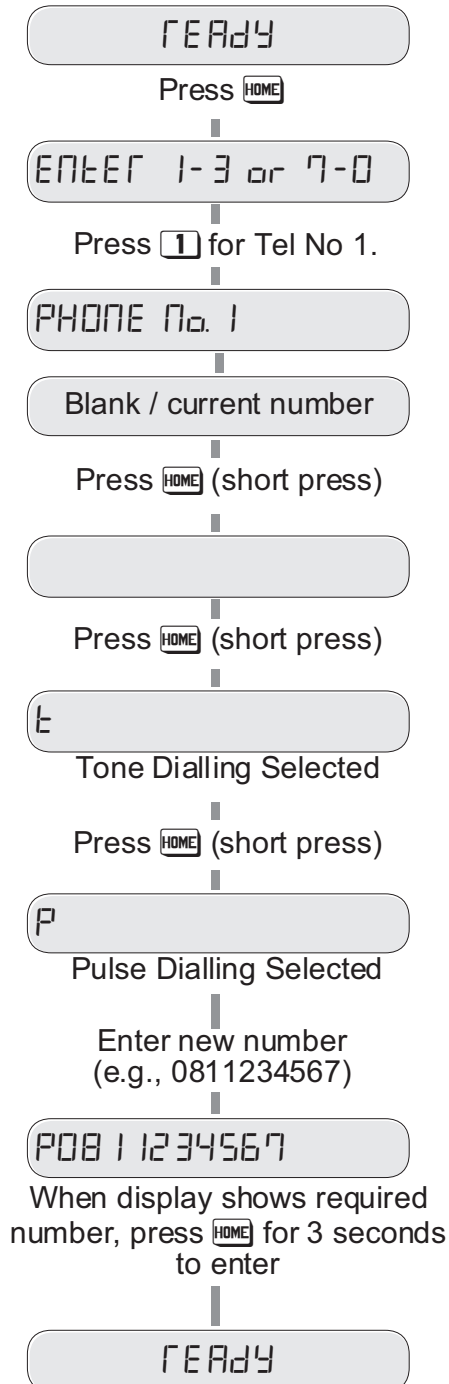 rEAdY
Press HOME
ENtEr 1-3 or 7-0
Press 1 for Tel No 1.
PHONE No. 1
Blank / current number
Press HOME (short press)
Press HOME (short press)
t
Tone Dialling Selected
Press HOME (short press)
P
Pulse Dialling Selected
Enter new number
(e.g., 0811234567)
P0811234567
When display shows required
number, press HOME for 3 seconds
to enter
rEAdY